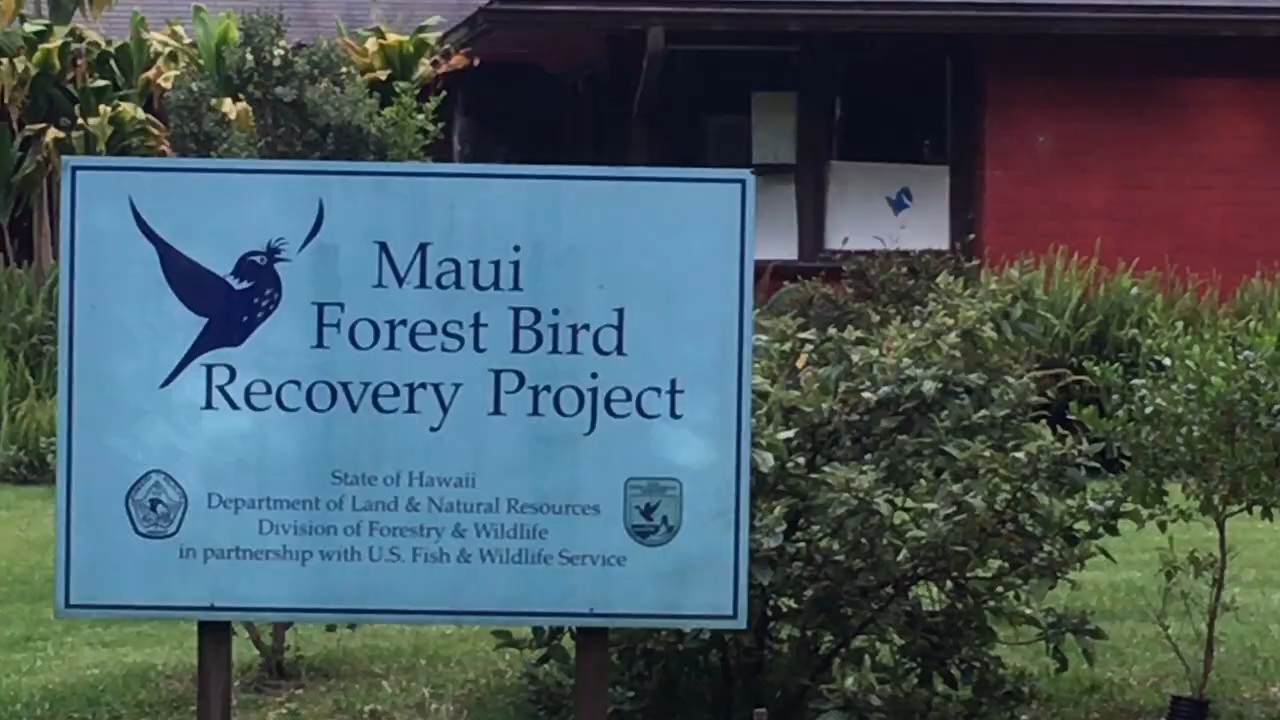 Maui
Forest Bird
Recovery Project
State of Hawaii
Department of Land & Natural Resources
Division of Forestry & Wildlife
in partnership with U.S. Fish & Wildlife Service